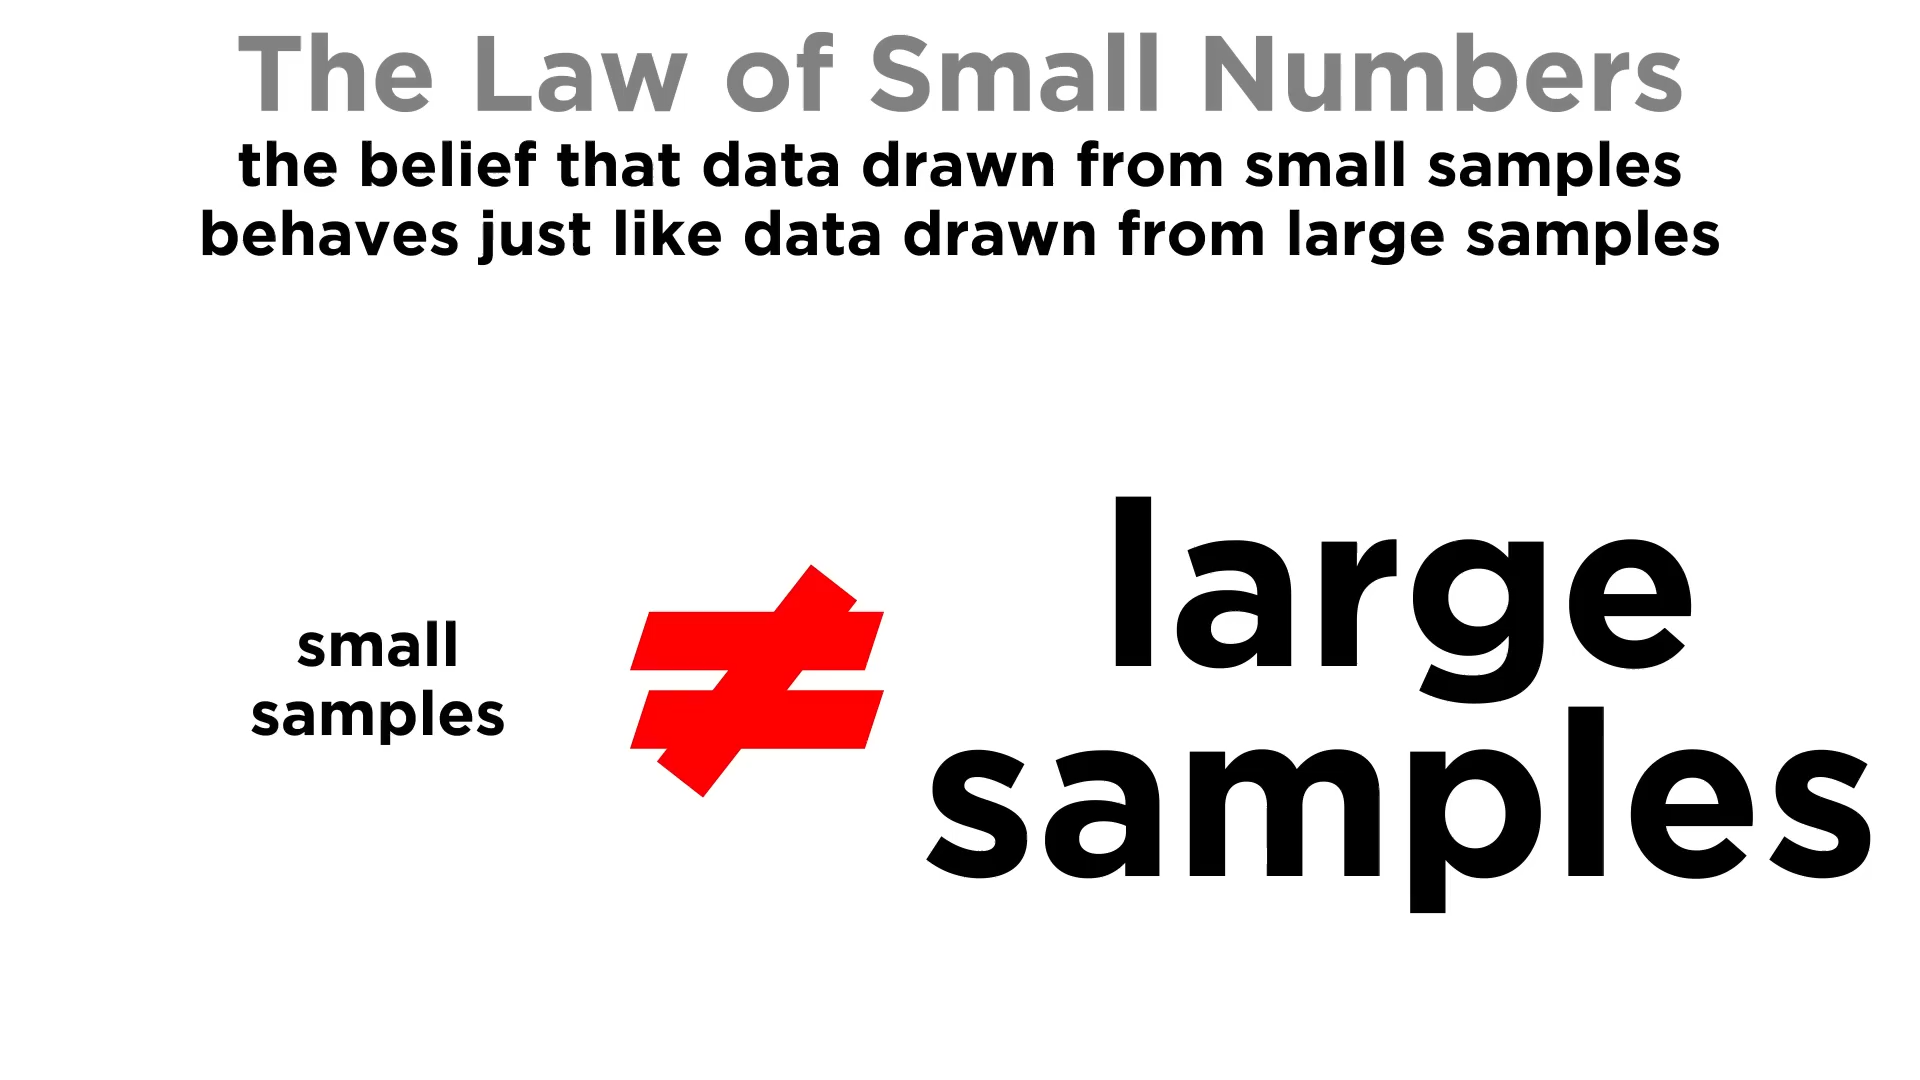 The Law of Small Numbers
the belief that data drawn from small samples
behaves just like data drawn from large samples
small
samples
≠
large
samples